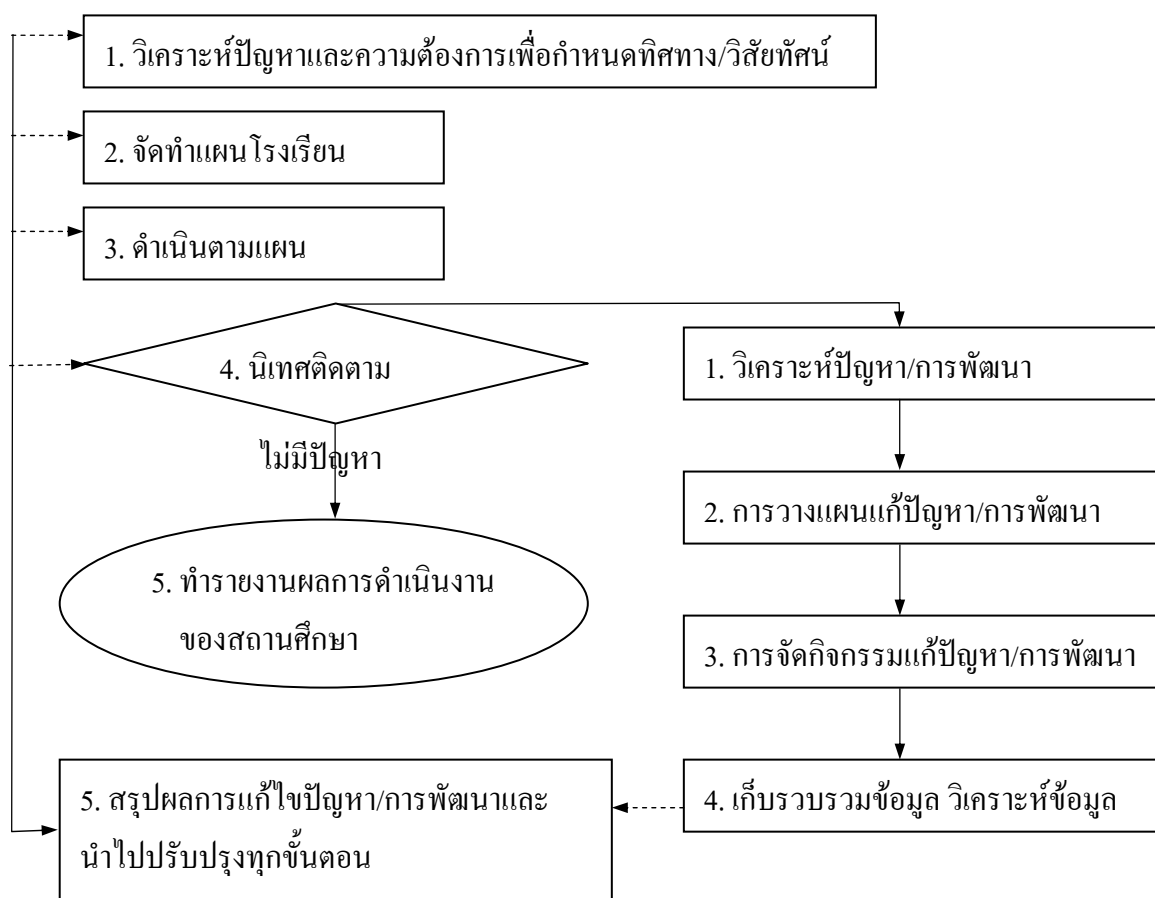 1. วิเคราะห์ปัญหาและความต้องการเพื่อกำหนดทิศทาง/วิสัยทัศน์
2. จัดทำแผนโรงเรียน
3. ดำเนินตามแผน
4. นิเทศติดตาม
ไม่มีปัญหา
5. ทำรายงานผลการดำเนินงาน
ของสถานศึกษา
1. วิเคราะห์ปัญหา/การพัฒนา
2. การวางแผนแก้ปัญหา/การพัฒนา
3. การจัดกิจกรรมแก้ปัญหา/การพัฒนา
4. เก็บรวบรวมข้อมูล วิเคราะห์ข้อมูล
5. สรุปผลการแก้ไขปัญหา/การพัฒนาและ
นำไปปรับปรุงทุกขั้นตอน